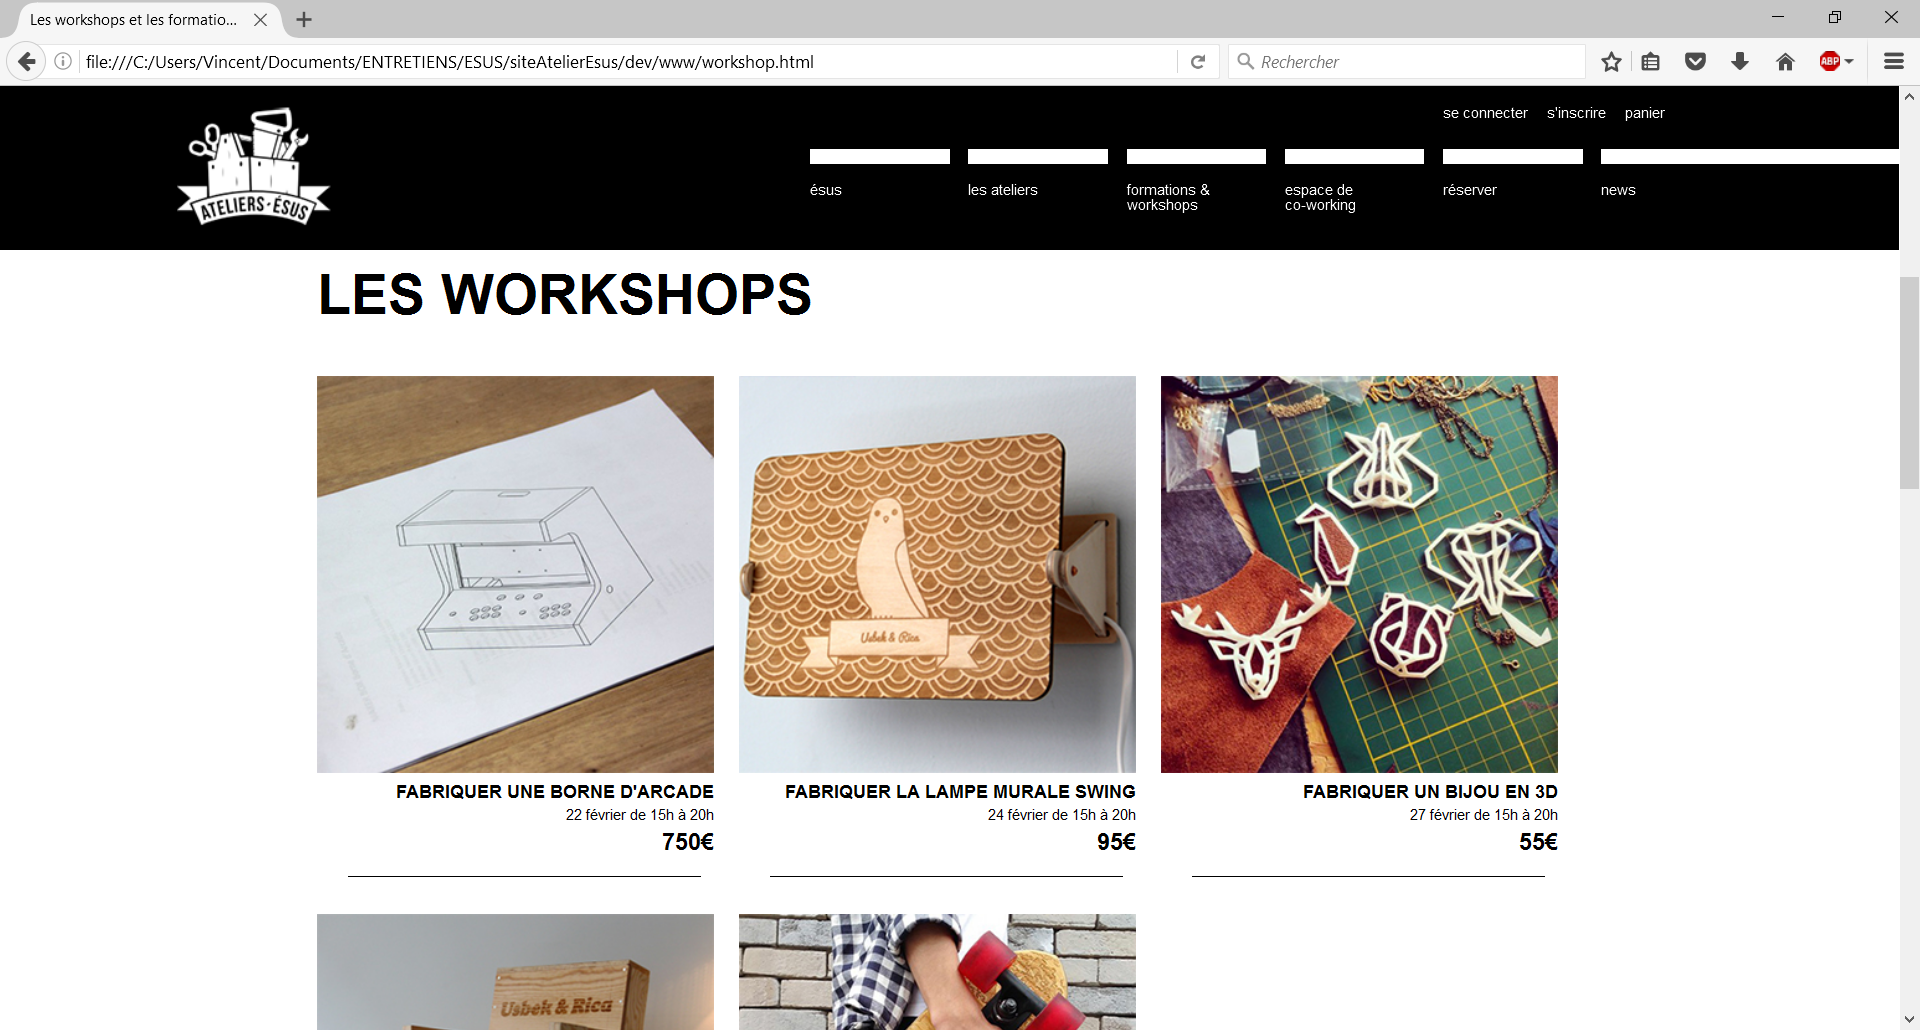 Les workshops et les formatio...
file:///C:/Users/Vincent/Documents/ENTRETIENS/ESUS/siteAtelierEsus/dev/www/workshop.html
Rechercher
ABP
se connecter s'inscrire panier
ATELIERS·ÉSUS
ésus
les ateliers
formations &
workshops
espace de
co-working
réserver
news
LES WORKSHOPS
Usbek & Rica
FABRIQUER UNE BORNE D'ARCADE
22 février de 15h à 20h
750€
FABRIQUER LA LAMPE MURALE SWING
24 février de 15h à 20h
95€
FABRIQUER UN BIJOU EN 3D
27 février de 15h à 20h
55€
Usbek & Rica